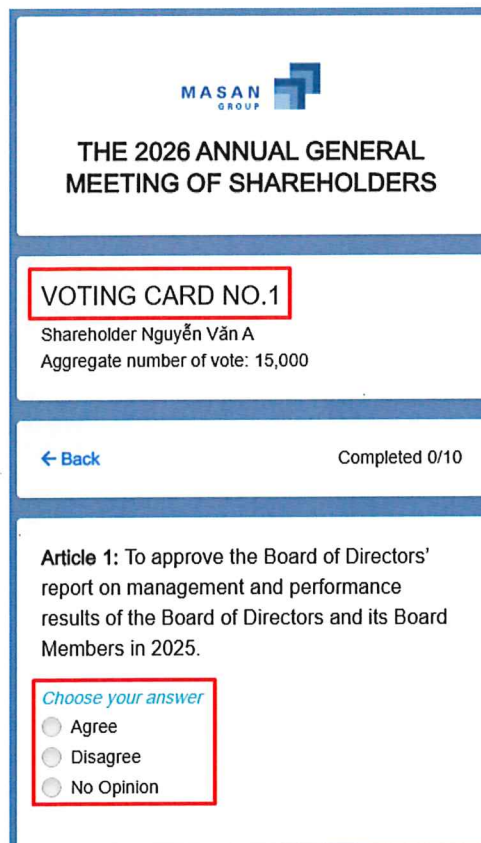 MASAN
GROUP
THE 2026 ANNUAL GENERAL
MEETING OF SHAREHOLDERS
VOTING CARD NO.1
Shareholder Nguyễn Văn A
Aggregate number of vote: 15,000
← Back
Completed 0/10
Article 1: To approve the Board of Directors'
report on management and performance
results of the Board of Directors and its Board
Members in 2025.
Choose your answer
Agree
Disagree
No Opinion